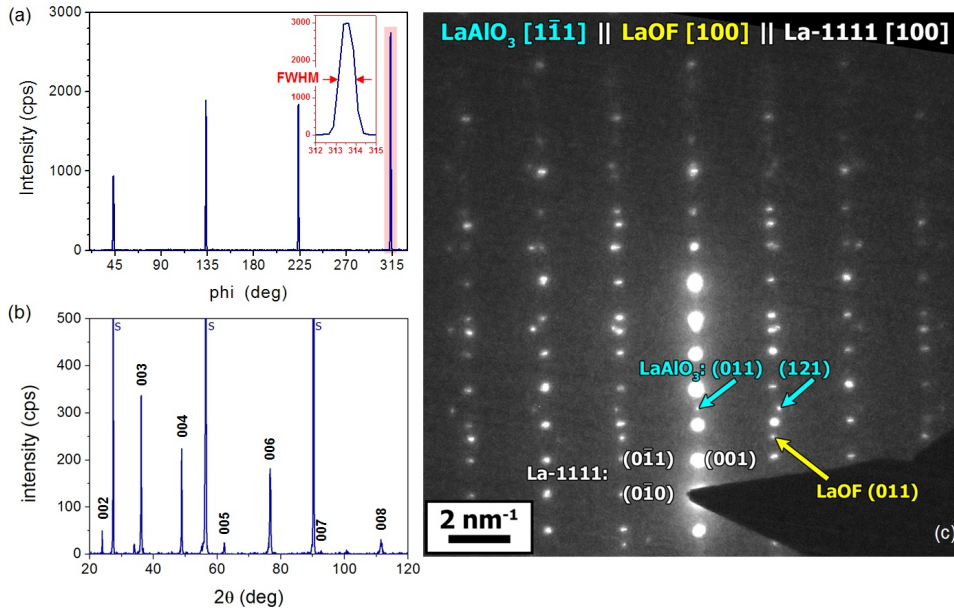 (a)
Intensity (cps)
3000
2000
1000
0
45 90 135 180 225 270 315
phi (deg)
3000
2000
1000
0
FWHM
312 313 314 315
(b)
intensity (cps)
500
400
300
200
100
0
002
S
003
004
S
005
006
S
007
008
20 40 60 80 100 120
2θ (deg)
LaAlO₃ [11̄1] || LaOF [100] || La-1111 [100]
LaAlO₃: (011) (121)
La-1111: (01̄1) (001)
(01̄0)
LaOF (011)
2 nm⁻¹
(c)